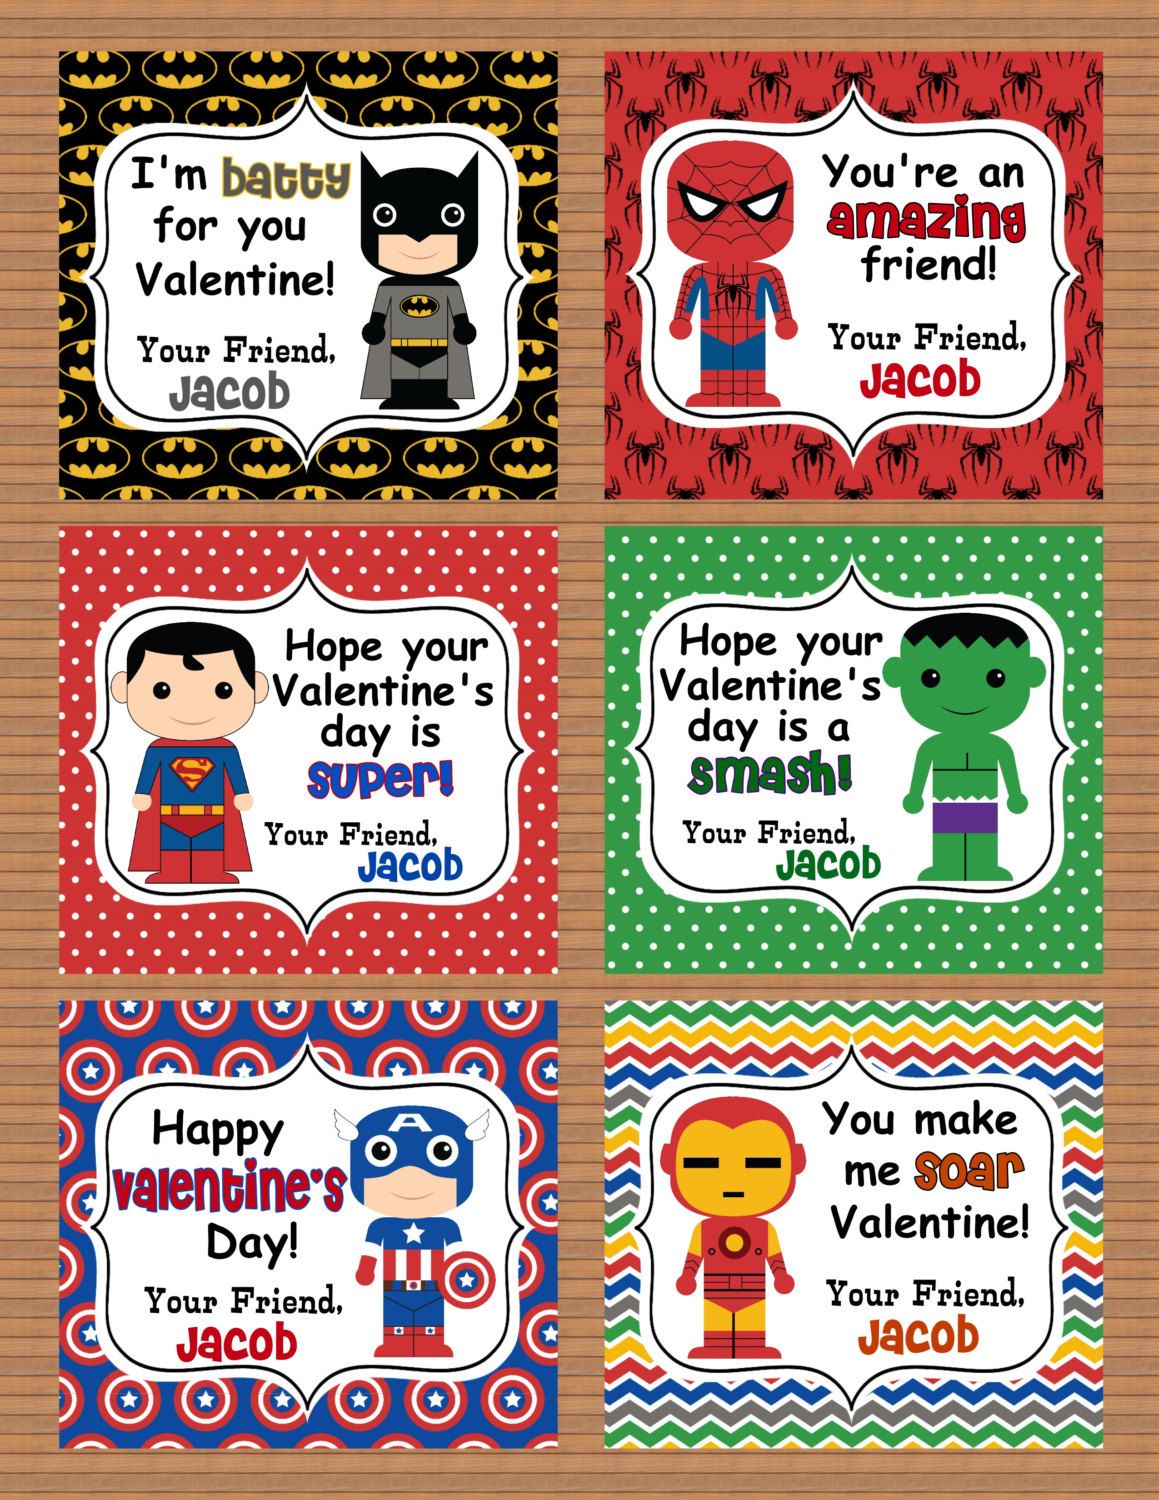 I'm batty
for you
Valentine!
Your Friend,
Jacob
You're an
amazing
friend!
Your Friend,
Jacob
Hope your
Valentine's
day is
super!
Your Friend,
Jacob
Hope your
Valentine's
day is a
smash!
Your Friend,
Jacob
Happy
Valentine's
Day!
Your Friend,
Jacob
You make
me soar
Valentine!
Your Friend,
Jacob